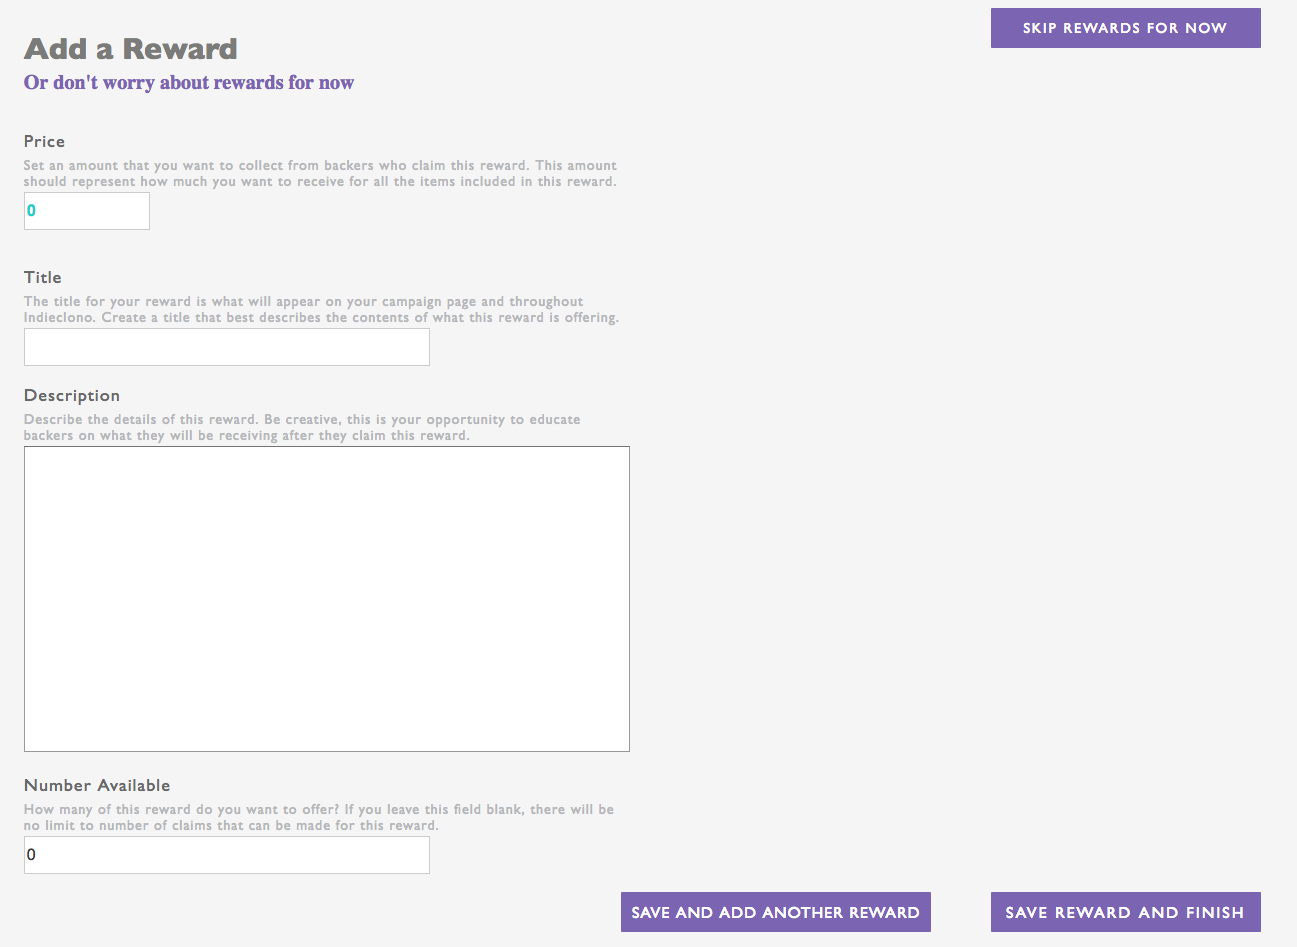 SKIP REWARDS FOR NOW
Add a Reward
Or don't worry about rewards for now
Price
Set an amount that you want to collect from backers who claim this reward. This amount
should represent how much you want to receive for all the items included in this reward.
0
Title
The title for your reward is what will appear on your campaign page and throughout
Indieclono. Create a title that best describes the contents of what this reward is offering.
Description
Describe the details of this reward. Be creative, this is your opportunity to educate
backers on what they will be receiving after they claim this reward.
Number Available
How many of this reward do you want to offer? If you leave this field blank, there will be
no limit to number of claims that can be made for this reward.
0
SAVE AND ADD ANOTHER REWARD
SAVE REWARD AND FINISH